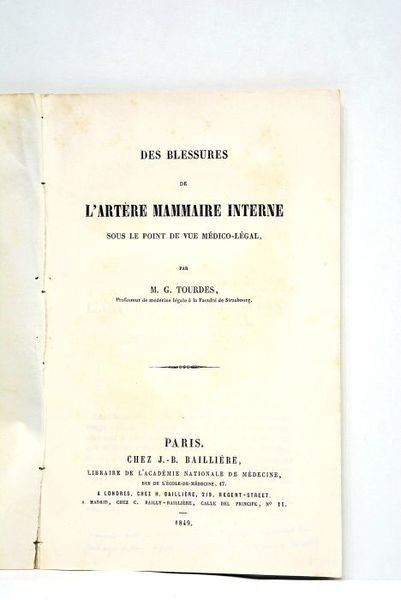 DES BLESSURES
DE
L'ARTÈRE MAMMAIRE INTERNE
SOUS LE POINT DE VUE MÉDICO-LÉGAL,
PAR
M. G. TOURDES,
Professeur de médecine légale à la Faculté de Strasbourg.
PARIS.
CHEZ J.-B. BAILLIÈRE,
LIBRAIRE DE L'ACADÉMIE NATIONALE DE MÉDECINE,
RUE DE L'ÉCOLE-DE-MÉDECINE, 17.
A LONDRES, CHEZ H. BAILLIÈRE, 219, REGENT-STREET.
A MADRID, CHEZ C. BAILLY-BAILLIÈRE, CALLE DEL PRINCIPE, Nº 11.
1849.